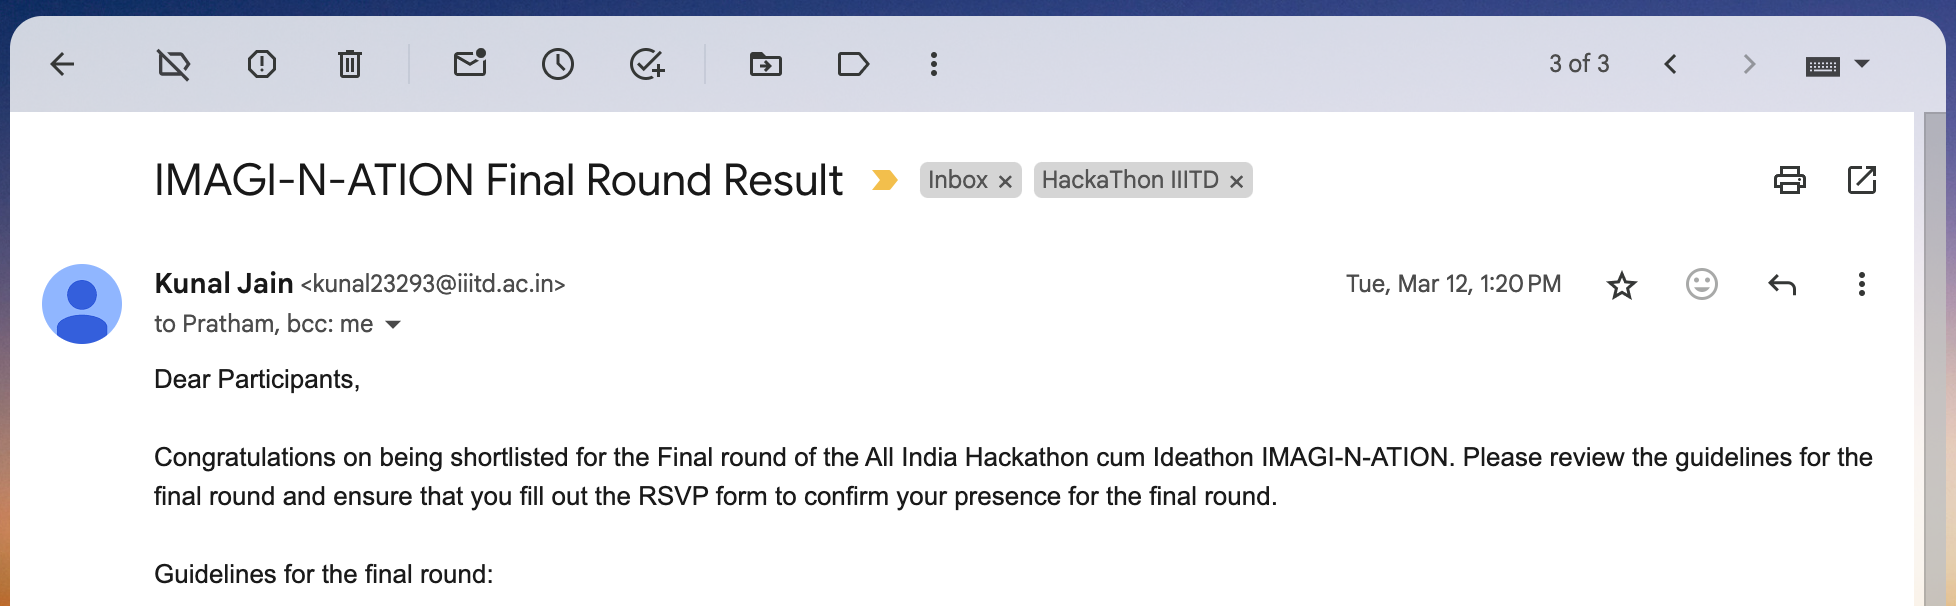 3 of 3
IMAGI-N-ATION Final Round Result Inbox × HackaThon IIITD ×
Kunal Jain <kunal23293@iiitd.ac.in> Tue, Mar 12, 1:20 PM
to Pratham, bcc: me
Dear Participants,
Congratulations on being shortlisted for the Final round of the All India Hackathon cum Ideathon IMAGI-N-ATION. Please review the guidelines for the
final round and ensure that you fill out the RSVP form to confirm your presence for the final round.
Guidelines for the final round: